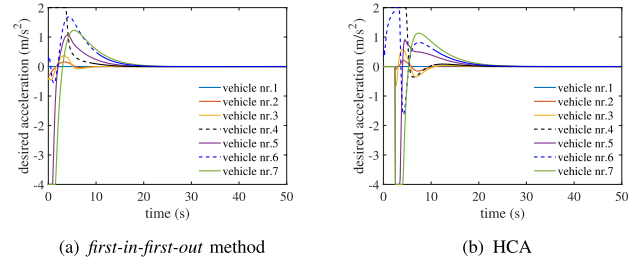 desired acceleration (m/s²)
2
1
0
-1
-2
-3
-4
vehicle nr.1
vehicle nr.2
vehicle nr.3
vehicle nr.4
vehicle nr.5
vehicle nr.6
vehicle nr.7
0 10 20 30 40 50
time (s)
(a) first-in-first-out method
desired acceleration (m/s²)
2
1
0
-1
-2
-3
-4
vehicle nr.1
vehicle nr.2
vehicle nr.3
vehicle nr.4
vehicle nr.5
vehicle nr.6
vehicle nr.7
0 10 20 30 40 50
time (s)
(b) HCA